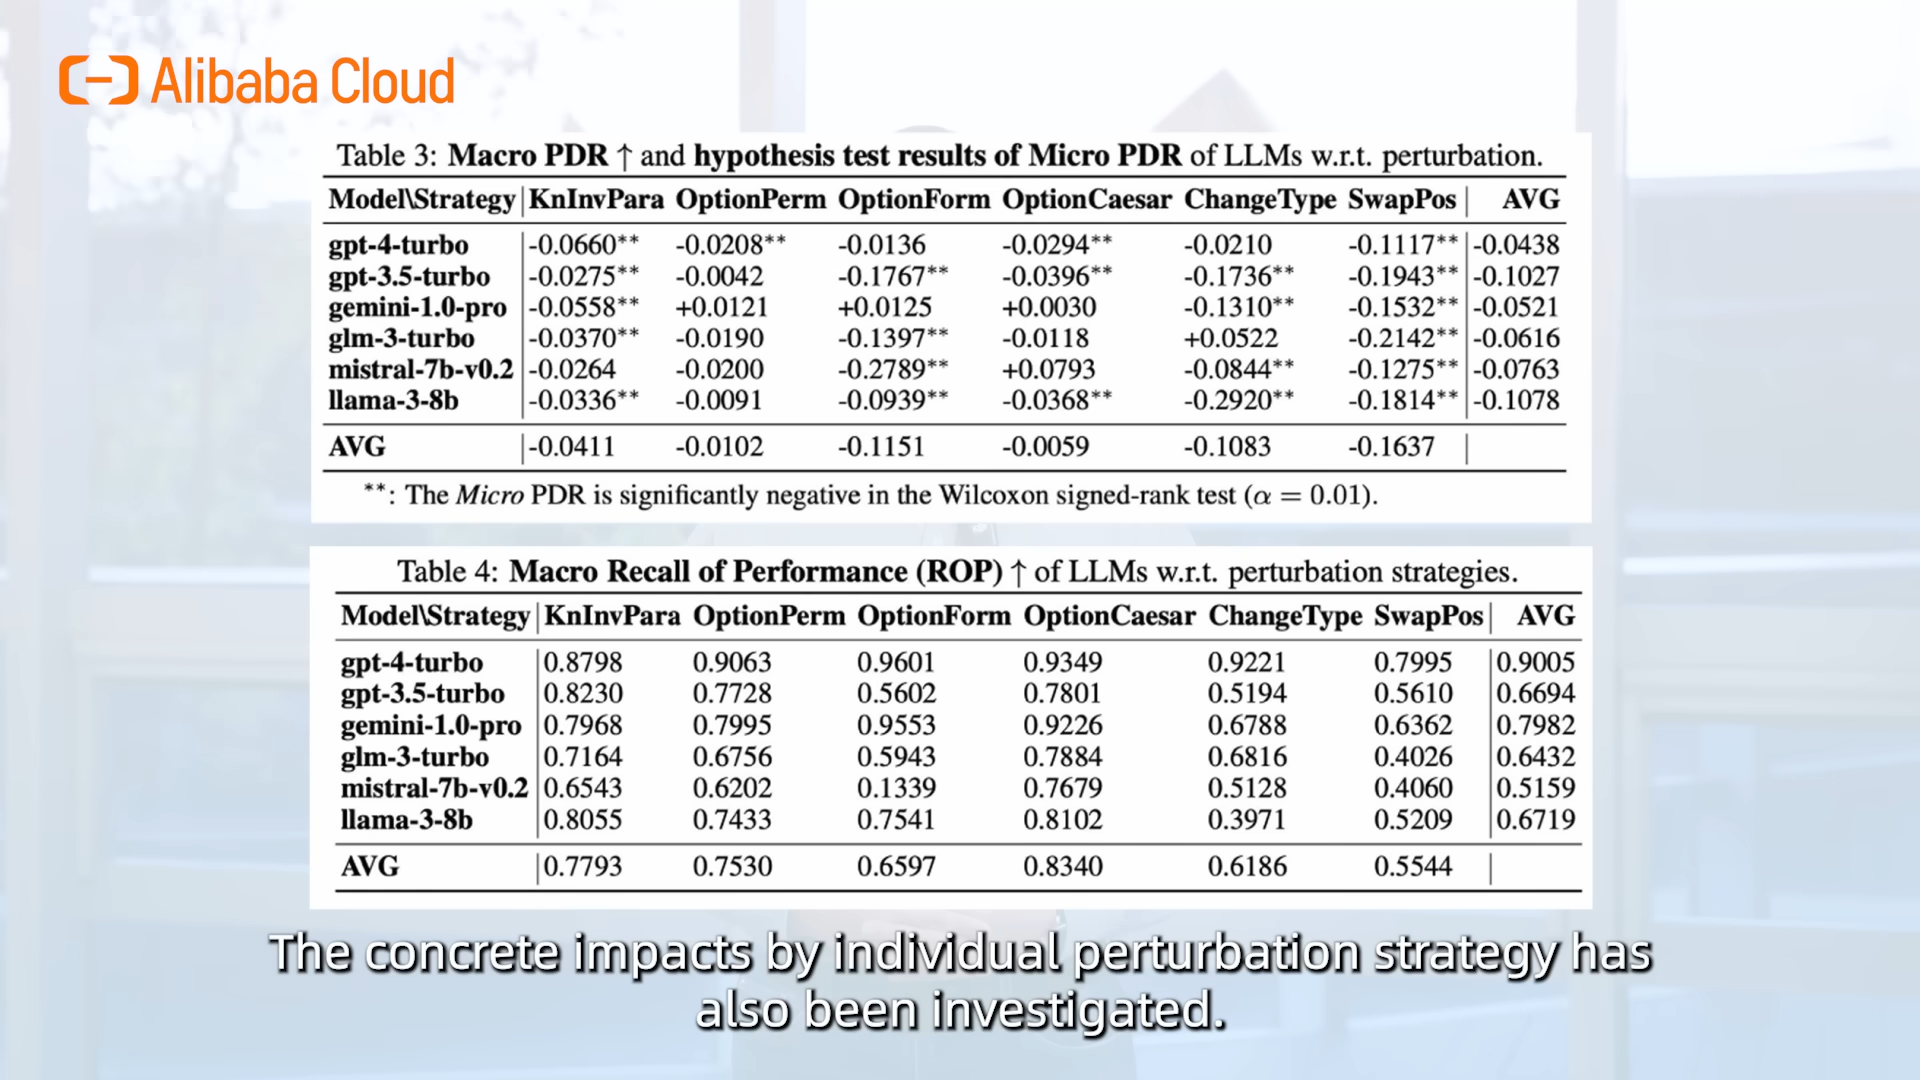 Alibaba Cloud
Table 3: Macro PDR ↑ and hypothesis test results of Micro PDR of LLMs w.r.t. perturbation.
Model\Strategy KnInvPara OptionPerm OptionForm OptionCaesar ChangeType SwapPos AVG
gpt-4-turbo -0.0660** -0.0208** -0.0136 -0.0294** -0.0210 -0.1117** -0.0438
gpt-3.5-turbo -0.0275** -0.0042 -0.1767** -0.0396** -0.1736** -0.1943** -0.1027
gemini-1.0-pro -0.0558** +0.0121 +0.0125 +0.0030 -0.1310** -0.1532** -0.0521
glm-3-turbo -0.0370** -0.0190 -0.1397** -0.0118 +0.0522 -0.2142** -0.0616
mistral-7b-v0.2 -0.0264 -0.0200 -0.2789** +0.0793 -0.0844** -0.1275** -0.0763
llama-3-8b -0.0336** -0.0091 -0.0939** -0.0368** -0.2920** -0.1814** -0.1078
AVG -0.0411 -0.0102 -0.1151 -0.0059 -0.1083 -0.1637
**: The Micro PDR is significantly negative in the Wilcoxon signed-rank test (α = 0.01).
Table 4: Macro Recall of Performance (ROP) ↑ of LLMs w.r.t. perturbation strategies.
Model\Strategy KnInvPara OptionPerm OptionForm OptionCaesar ChangeType SwapPos AVG
gpt-4-turbo 0.8798 0.9063 0.9601 0.9349 0.9221 0.7995 0.9005
gpt-3.5-turbo 0.8230 0.7728 0.5602 0.7801 0.5194 0.5610 0.6694
gemini-1.0-pro 0.7968 0.7995 0.9553 0.9226 0.6788 0.6362 0.7982
glm-3-turbo 0.7164 0.6756 0.5943 0.7884 0.6816 0.4026 0.6432
mistral-7b-v0.2 0.6543 0.6202 0.1339 0.7679 0.5128 0.4060 0.5159
llama-3-8b 0.8055 0.7433 0.7541 0.8102 0.3971 0.5209 0.6719
AVG 0.7793 0.7530 0.6597 0.8340 0.6186 0.5544
The concrete impacts by individual perturbation strategy has
also been investigated.